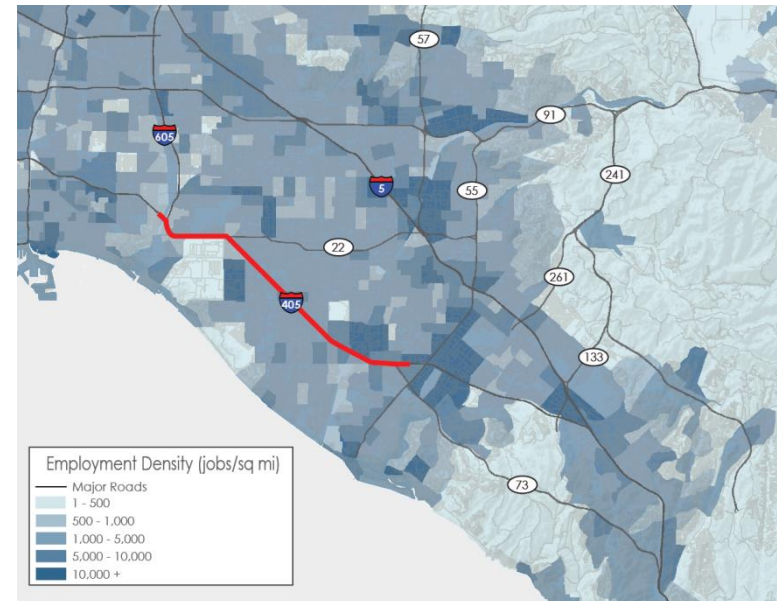 57
91
605
241
5
55
22
261
405
133
73
Employment Density (jobs/sq mi)
Major Roads
1 - 500
500 - 1,000
1,000 - 5,000
5,000 - 10,000
10,000 +